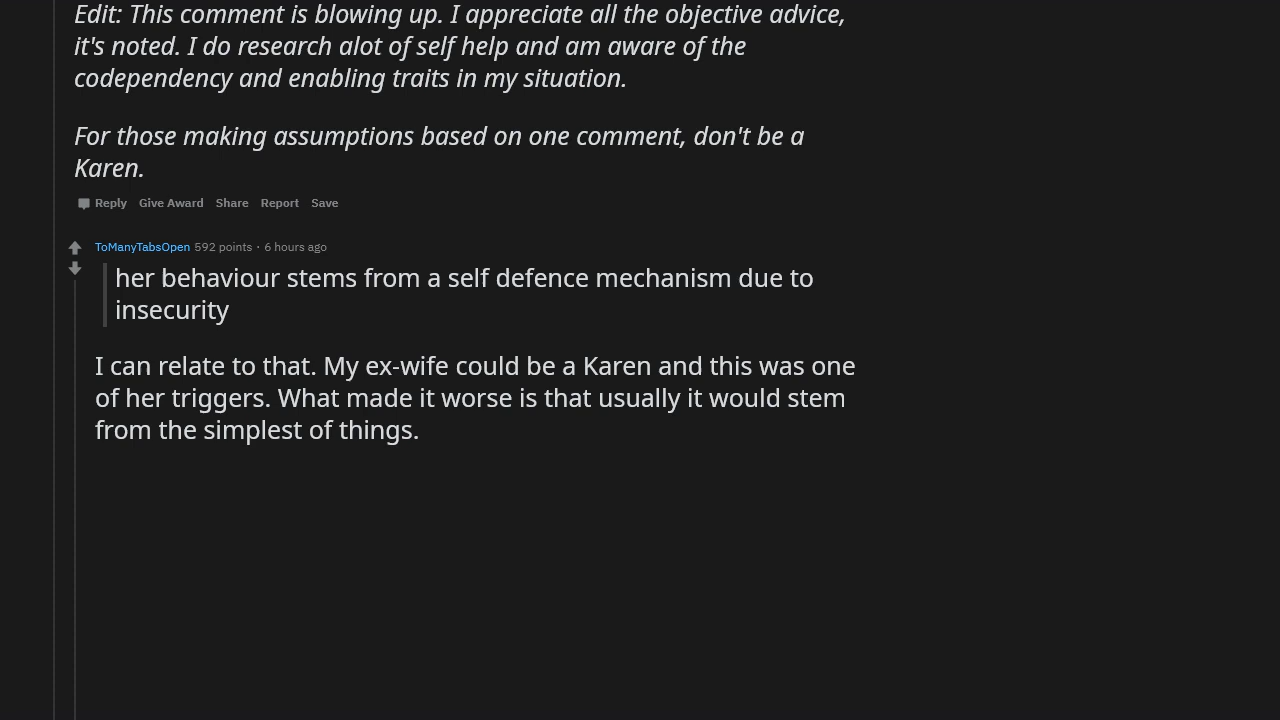 Edit: This comment is blowing up. I appreciate all the objective advice,
it's noted. I do research alot of self help and am aware of the
codependency and enabling traits in my situation.
For those making assumptions based on one comment, don't be a
Karen.
Reply Give Award Share Report Save
ToManyTabsOpen 592 points · 6 hours ago
her behaviour stems from a self defence mechanism due to
insecurity
I can relate to that. My ex-wife could be a Karen and this was one
of her triggers. What made it worse is that usually it would stem
from the simplest of things.